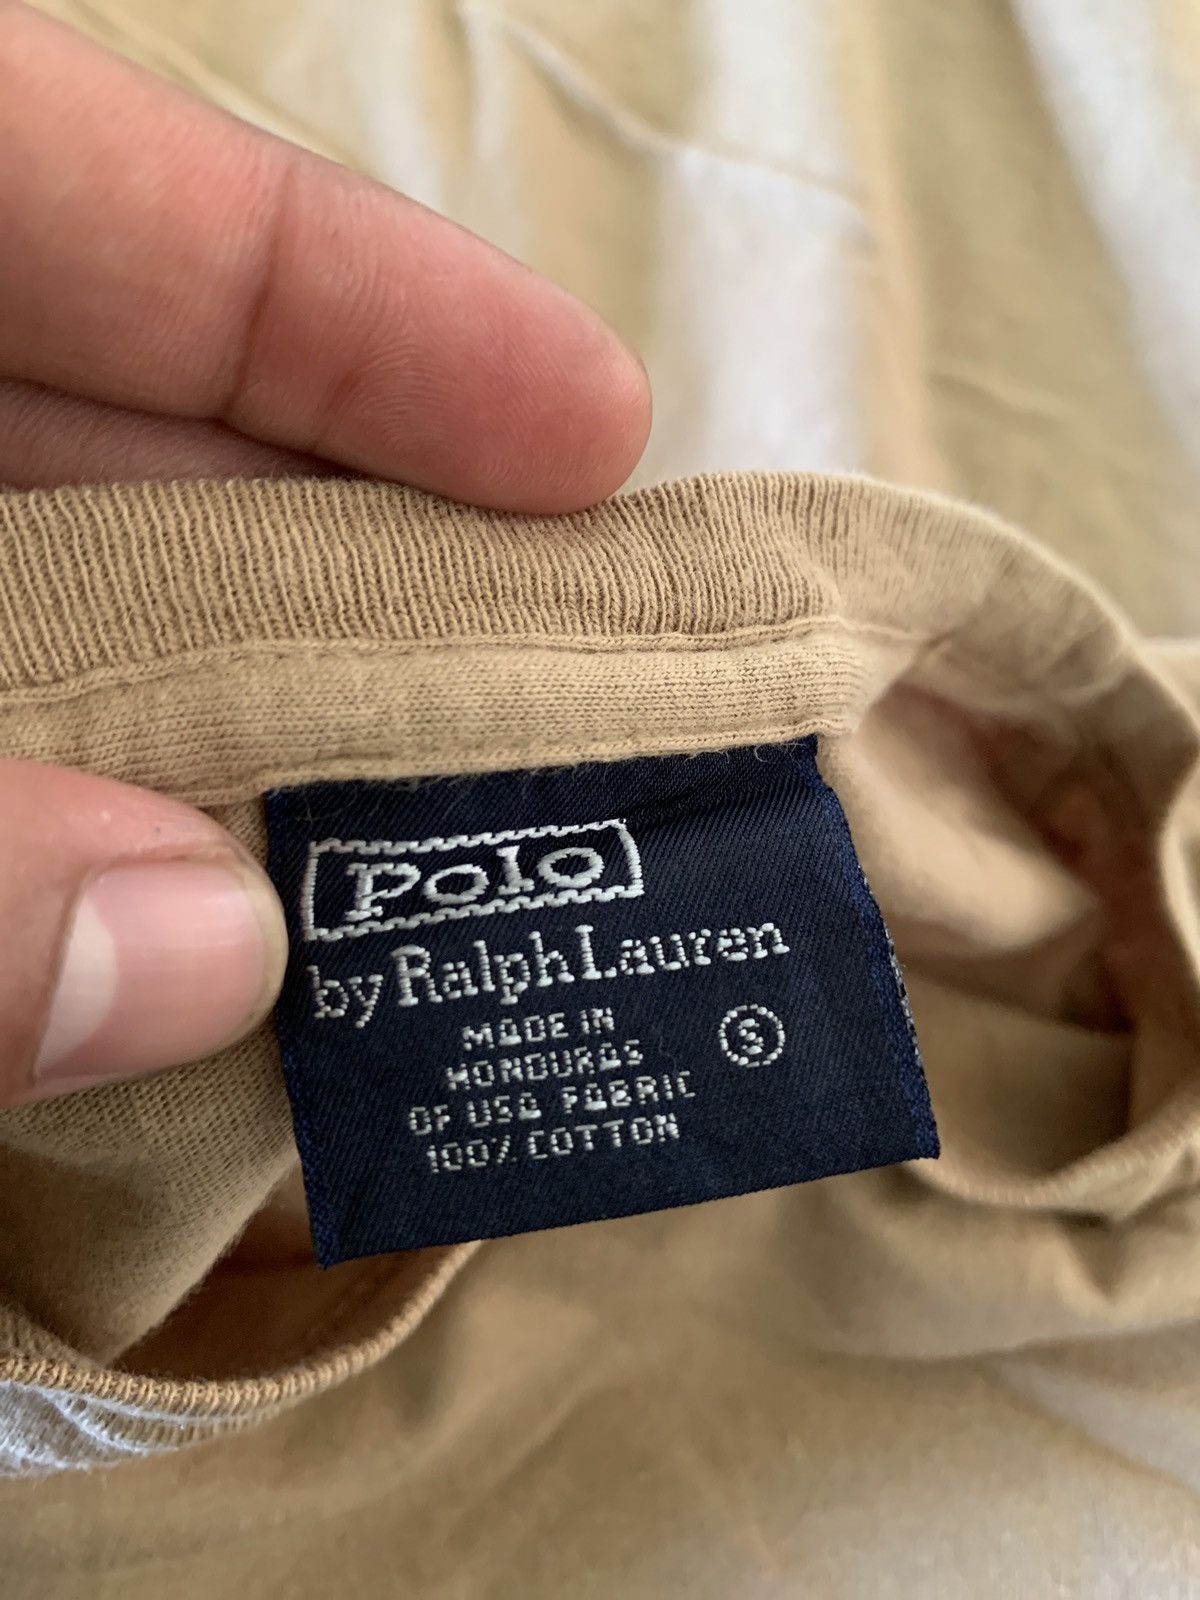 Polo
by Ralph Lauren
MADE IN
HONDURAS
OF USA FABRIC
100% COTTON
S